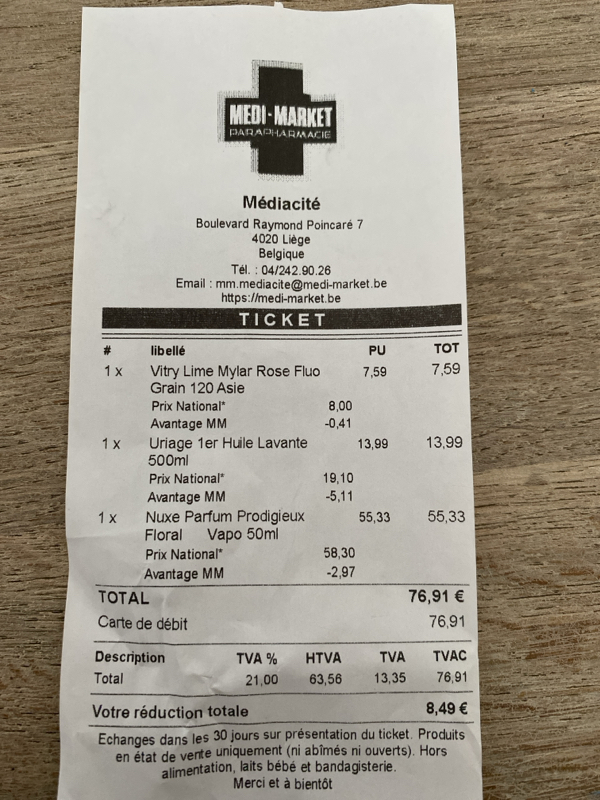 MEDI-MARKET
PARAPHARMACIE
Médiacité
Boulevard Raymond Poincaré 7
4020 Liège
Belgique
Tél. : 04/242.90.26
Email : mm.mediacite@medi-market.be
https://medi-market.be
TICKET
# libellé PU TOT
1 x Vitry Lime Mylar Rose Fluo 7,59 7,59
Grain 120 Asie
Prix National* 8,00
Avantage MM -0,41
1 x Uriage 1er Huile Lavante 13,99 13,99
500ml
Prix National* 19,10
Avantage MM -5,11
1 x Nuxe Parfum Prodigieux 55,33 55,33
Floral Vapo 50ml
Prix National* 58,30
Avantage MM -2,97
TOTAL 76,91 €
Carte de débit 76,91
Description TVA % HTVA TVA TVAC
Total 21,00 63,56 13,35 76,91
Votre réduction totale 8,49 €
Echanges dans les 30 jours sur présentation du ticket. Produits
en état de vente uniquement (ni abîmés ni ouverts). Hors
alimentation, laits bébé et bandagisterie.
Merci et à bientôt